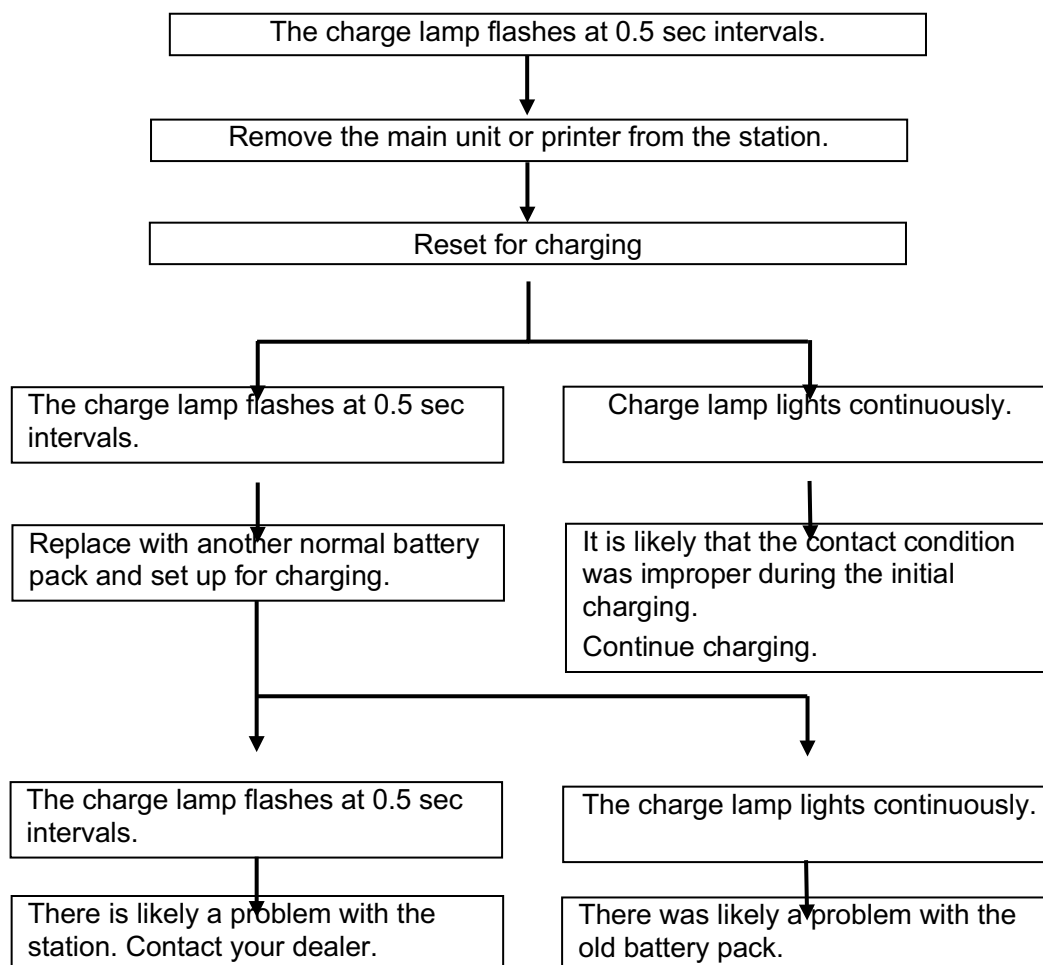 The charge lamp flashes at 0.5 sec intervals.
Remove the main unit or printer from the station.
Reset for charging
The charge lamp flashes at 0.5 sec
intervals.
Charge lamp lights continuously.
Replace with another normal battery
pack and set up for charging.
It is likely that the contact condition
was improper during the initial
charging.
Continue charging.
The charge lamp flashes at 0.5 sec
intervals.
The charge lamp lights continuously.
There is likely a problem with the
station. Contact your dealer.
There was likely a problem with the
old battery pack.